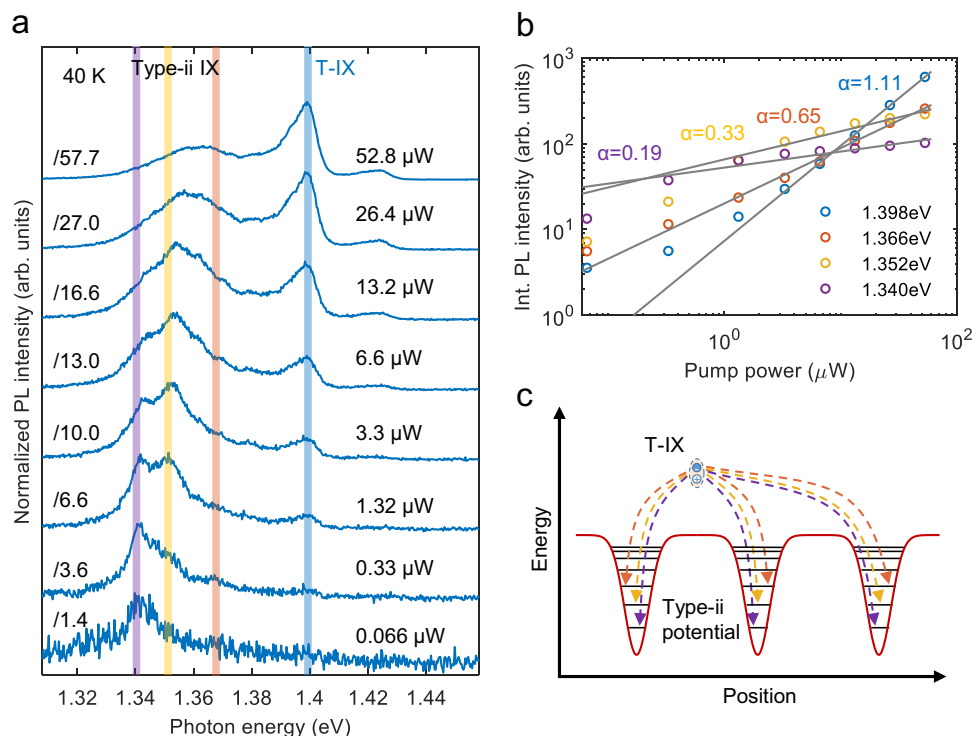 a
40 K
Type-ii IX
T-IX
/57.7
52.8 µW
/27.0
26.4 µW
/16.6
13.2 µW
/13.0
6.6 µW
/10.0
3.3 µW
/6.6
1.32 µW
/3.6
0.33 µW
/1.4
0.066 µW
Normalized PL intensity (arb. units)
1.32 1.34 1.36 1.38 1.4 1.42 1.44
Photon energy (eV)
b
Int. PL intensity (arb. units)
10^3
10^2
10^1
10^0
α=0.19
α=0.33
α=0.65
α=1.11
1.398eV
1.366eV
1.352eV
1.340eV
10^0 10^2
Pump power (µW)
c
Energy
T-IX
Type-ii
potential
Position